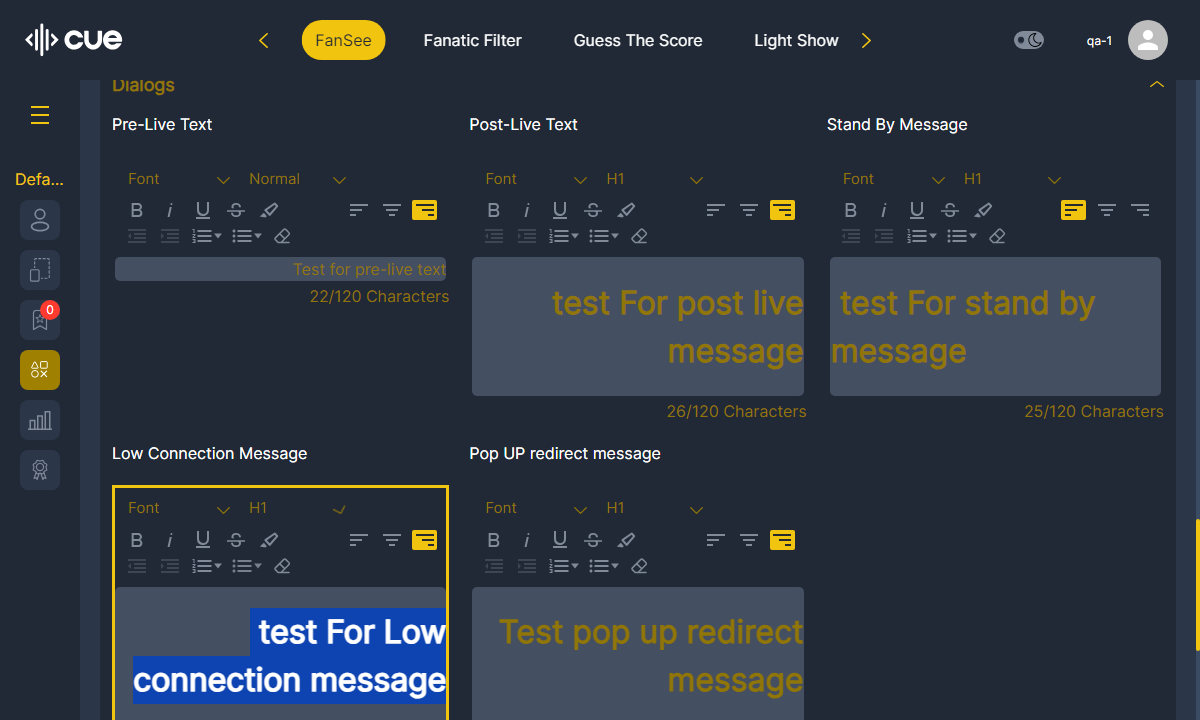 cue
FanSee
Fanatic Filter
Guess The Score
Light Show
qa-1
Defa...
0
Dialogs
Pre-Live Text
Font
Normal
Test for pre-live text
22/120 Characters
Post-Live Text
Font
H1
test For post live
message
26/120 Characters
Stand By Message
Font
H1
test For stand by
message
25/120 Characters
Low Connection Message
Font
H1
test For Low
connection message
Pop UP redirect message
Font
H1
Test pop up redirect
message